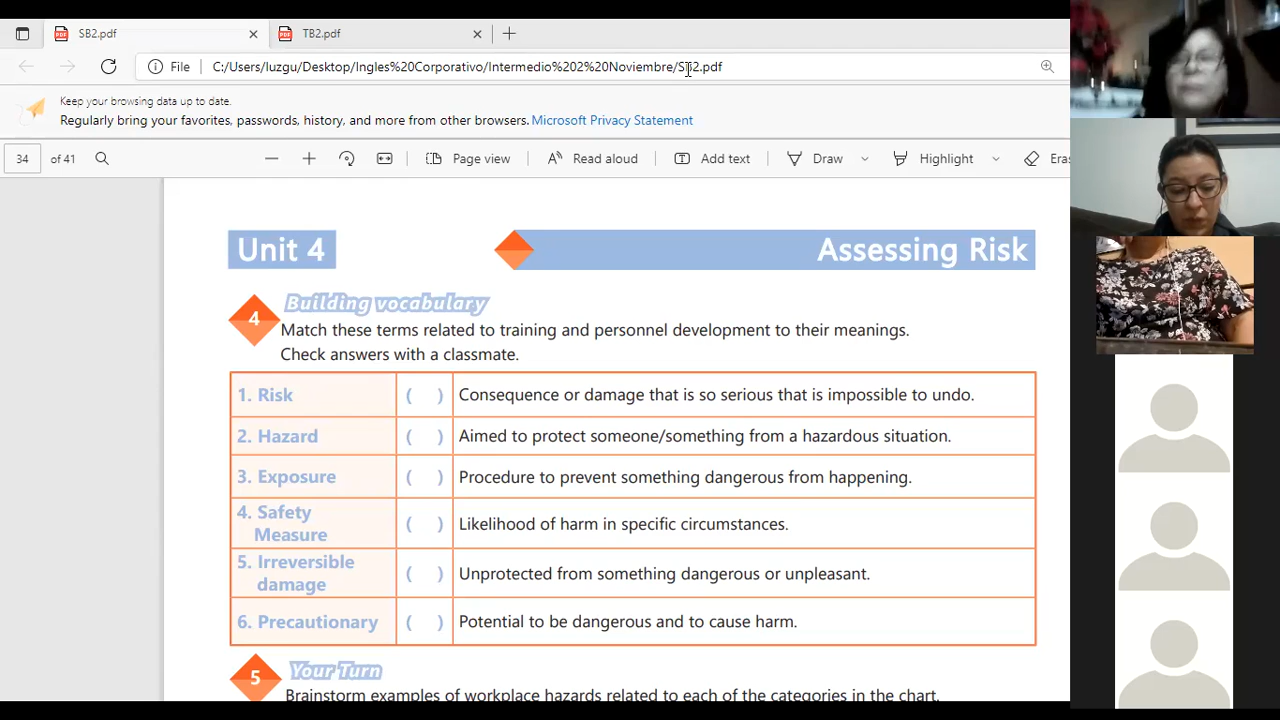 SB2.pdf
TB2.pdf
File C:/Users/luzgu/Desktop/Ingles%20Corporativo/Intermedio%202%20Noviembre/SB2.pdf
Keep your browsing data up to date.
Regularly bring your favorites, passwords, history, and more from other browsers. Microsoft Privacy Statement
34 of 41 Page view Read aloud Add text Draw Highlight Eras
Unit 4 Assessing Risk
4 Building vocabulary
Match these terms related to training and personnel development to their meanings.
Check answers with a classmate.
1. Risk ( ) Consequence or damage that is so serious that is impossible to undo.
2. Hazard ( ) Aimed to protect someone/something from a hazardous situation.
3. Exposure ( ) Procedure to prevent something dangerous from happening.
4. Safety
Measure ( ) Likelihood of harm in specific circumstances.
5. Irreversible
damage ( ) Unprotected from something dangerous or unpleasant.
6. Precautionary ( ) Potential to be dangerous and to cause harm.
5 Your Turn
Brainstorm examples of workplace hazards related to each of the categories in the chart.